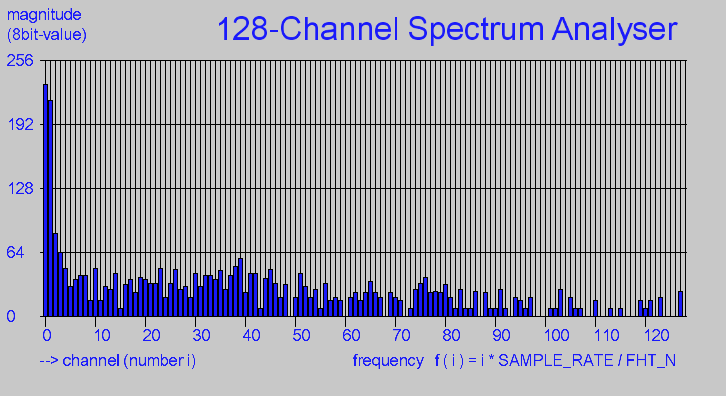 magnitude
(8bit-value)
128-Channel Spectrum Analyser
256
192
128
64
0
0 10 20 30 40 50 60 70 80 90 100 110 120
--> channel (number i)
frequency f ( i ) = i * SAMPLE_RATE / FHT_N